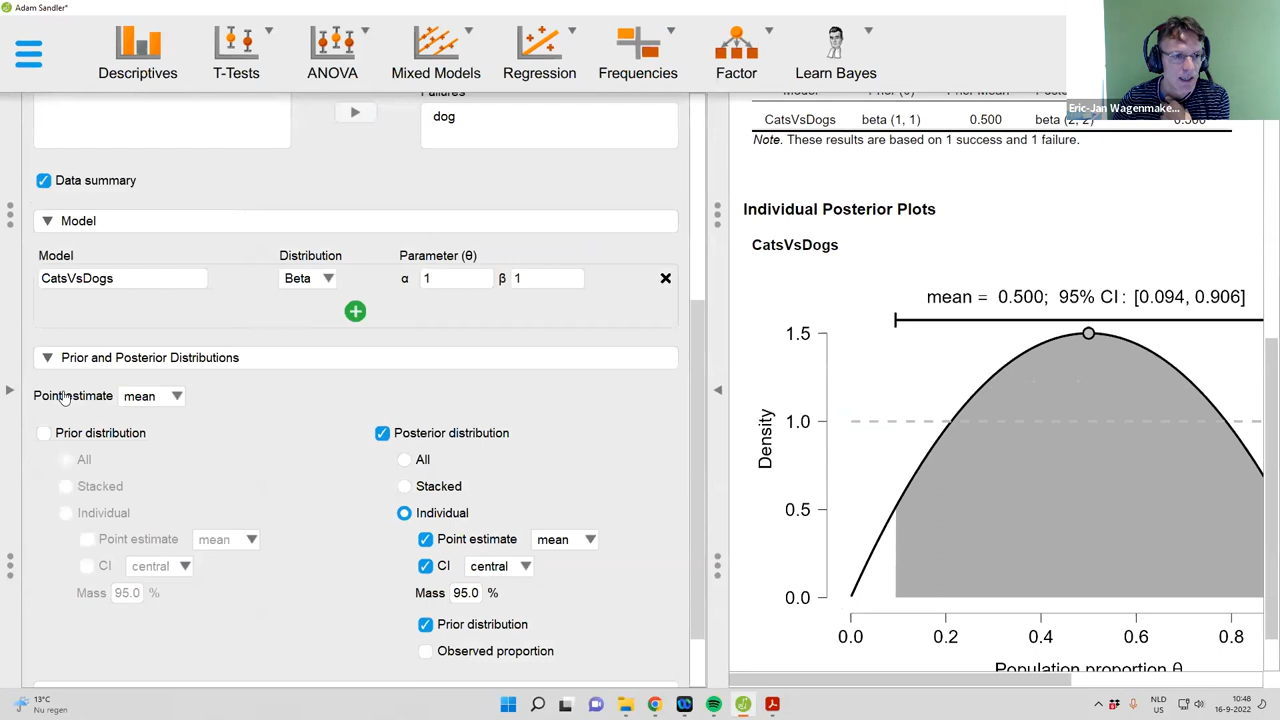 Adam Sandler*
Descriptives
T-Tests
ANOVA
Mixed Models
Regression
Frequencies
Factor
Learn Bayes
Eric-Jan Wagenmake...
Failures
dog
Data summary
Model
Model
Distribution
Parameter (θ)
CatsVsDogs
Beta
α
1
β
1
Prior and Posterior Distributions
Point estimate
mean
Prior distribution
All
Stacked
Individual
Point estimate
mean
CI
central
Mass
95.0
%
Posterior distribution
All
Stacked
Individual
Point estimate
mean
CI
central
Mass
95.0
%
Prior distribution
Observed proportion
CatsVsDogs
beta (1, 1)
0.500
beta (2, 2)
Note. These results are based on 1 success and 1 failure.
Individual Posterior Plots
CatsVsDogs
mean = 0.500; 95% CI: [0.094, 0.906]
Density
1.5
1.0
0.5
0.0
0.0
0.2
0.4
0.6
0.8
Population proportion θ
13°C
Nu regen
NLD
US
10:48
16-9-2022